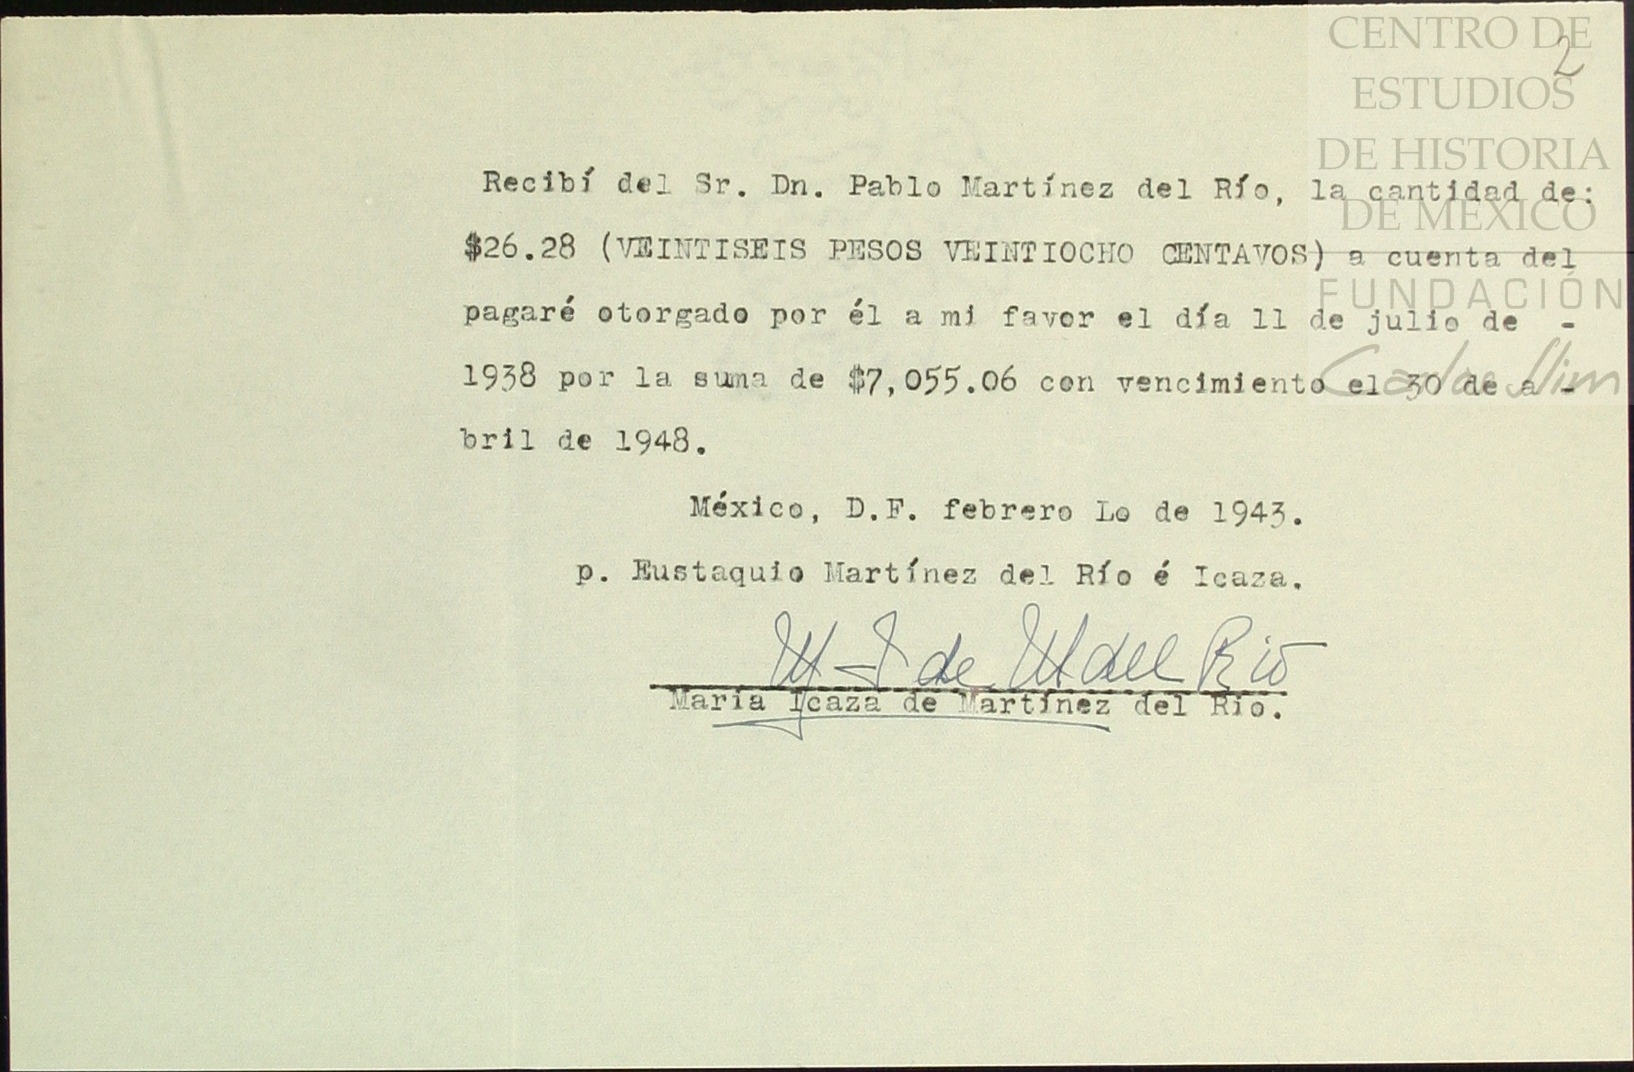 CENTRO DE
ESTUDIOS
DE HISTORIA
DE MÉXICO
FUNDACIÓN
Carlos Slim
2
Recibí del Sr. Dn. Pablo Martínez del Río, la cantidad de:
$26.28 (VEINTISEIS PESOS VEINTIOCHO CENTAVOS) a cuenta del
pagaré otorgado por él a mi favor el día 11 de julio de -
1938 por la suma de $7,055.06 con vencimiento el 30 de a -
bril de 1948.
México, D.F. febrero 1o de 1943.
p. Eustaquio Martínez del Río é Icaza.
M I de M del Rio
María Icaza de Martínez del Río.